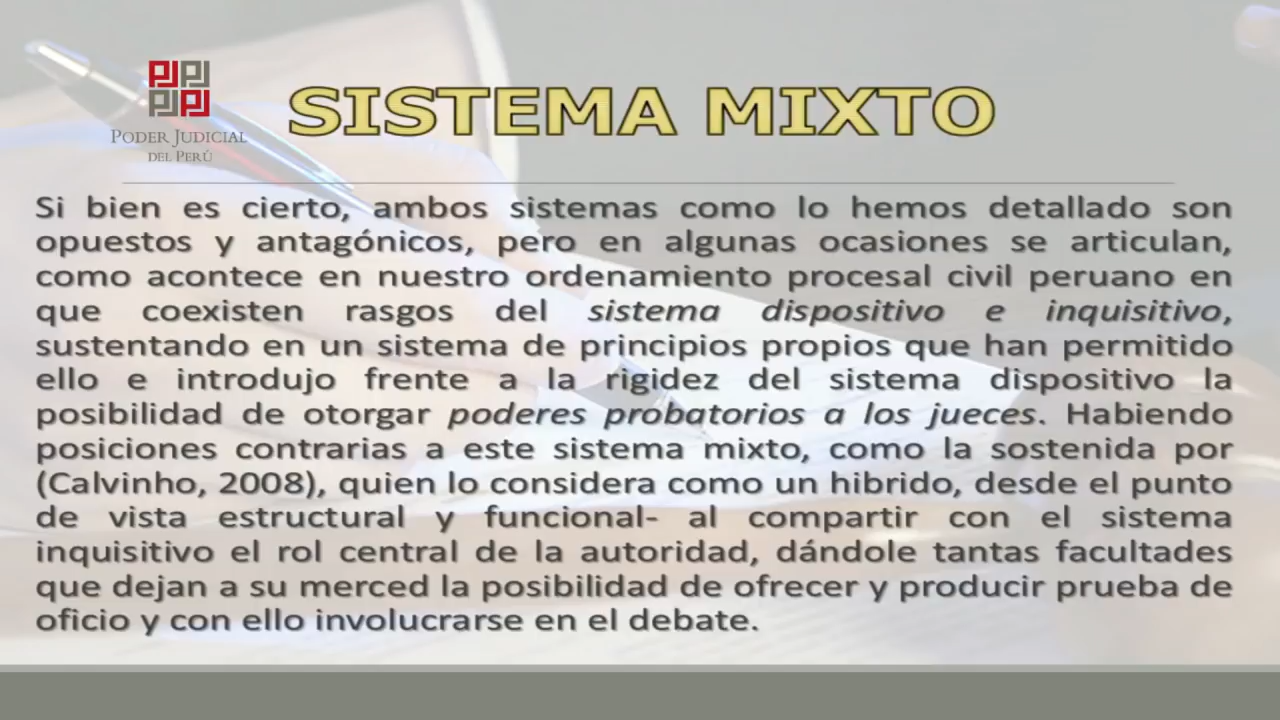 PODER JUDICIAL
DEL PERÚ
SISTEMA MIXTO
Si bien es cierto, ambos sistemas como lo hemos detallado son
opuestos y antagónicos, pero en algunas ocasiones se articulan,
como acontece en nuestro ordenamiento procesal civil peruano en
que coexisten rasgos del sistema dispositivo e inquisitivo,
sustentando en un sistema de principios propios que han permitido
ello e introdujo frente a la rigidez del sistema dispositivo la
posibilidad de otorgar poderes probatorios a los jueces. Habiendo
posiciones contrarias a este sistema mixto, como la sostenida por
(Calvinho, 2008), quien lo considera como un hibrido, desde el punto
de vista estructural y funcional- al compartir con el sistema
inquisitivo el rol central de la autoridad, dándole tantas facultades
que dejan a su merced la posibilidad de ofrecer y producir prueba de
oficio y con ello involucrarse en el debate.